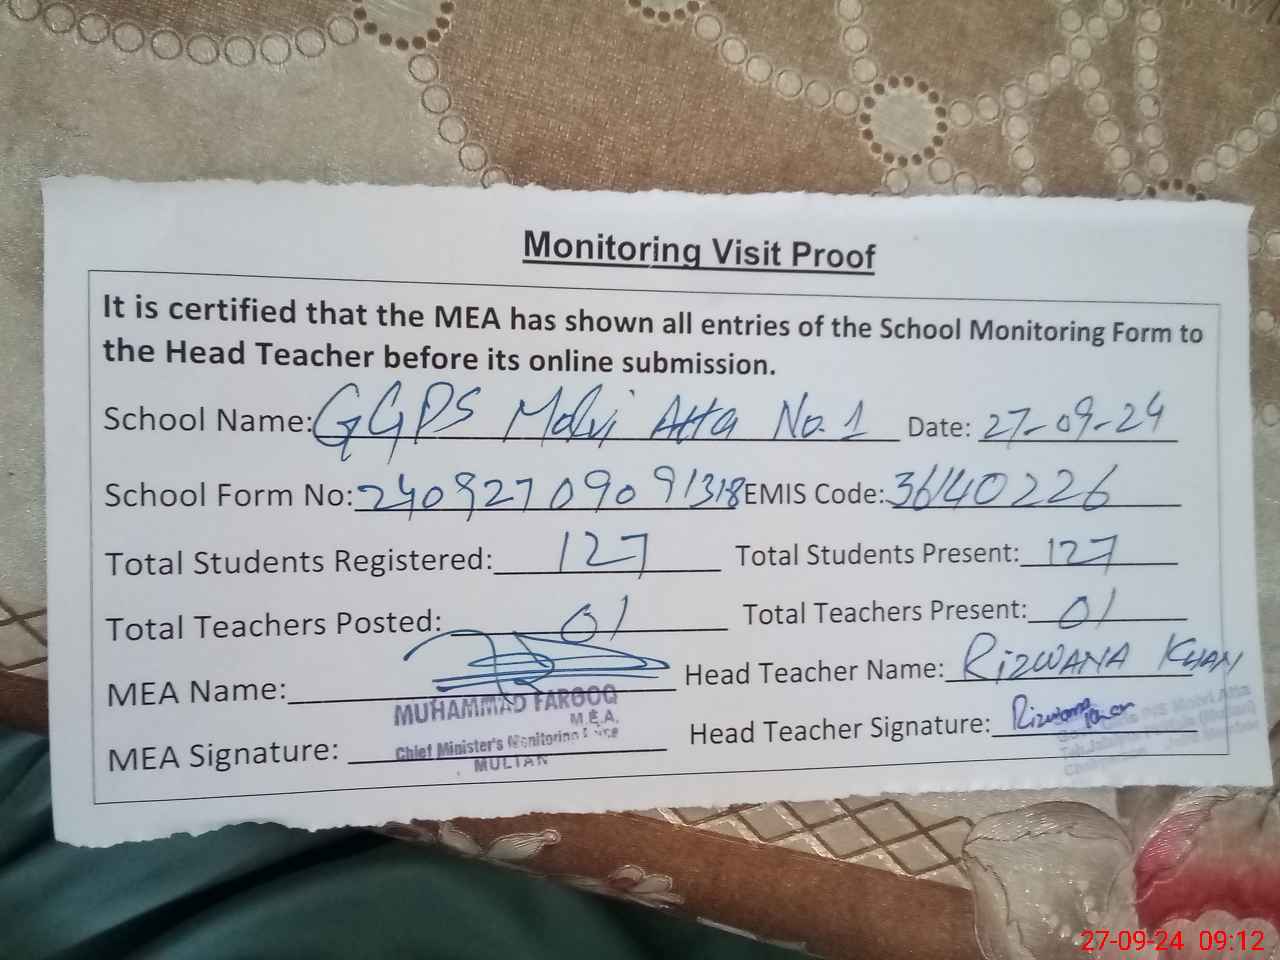 Monitoring Visit Proof
It is certified that the MEA has shown all entries of the School Monitoring Form to
the Head Teacher before its online submission.
School Name: GGPS Molvi Atta No. 1 Date: 27-09-24
School Form No: 24092709091318 EMIS Code: 36140226
Total Students Registered: 127 Total Students Present: 127
Total Teachers Posted: 01 Total Teachers Present: 01
MEA Name: Head Teacher Name: RIZWANA KHAN
MUHAMMAD FAROOQ
M.E.A.
MEA Signature: Chief Minister's Monitoring Head Teacher Signature: Rizwana Khan
MULTAN
27-09-24 09:12